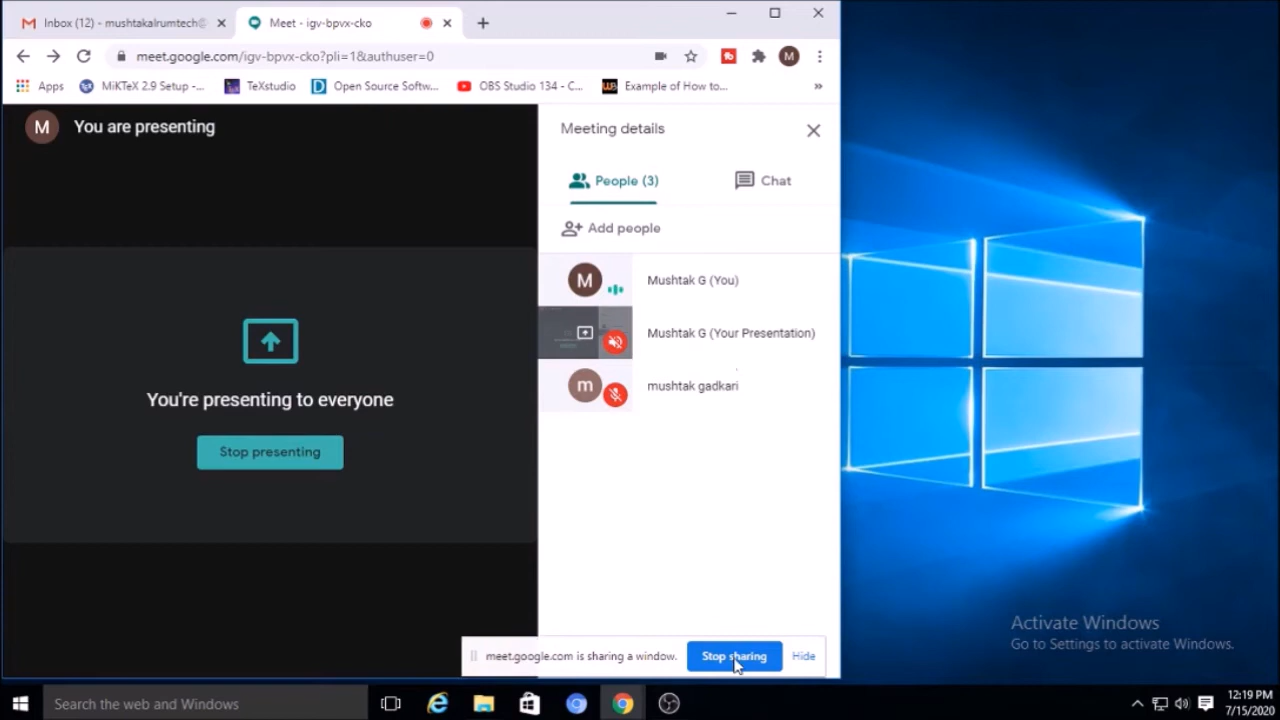 Inbox (12) - mushtakalrumtech@
Meet - igv-bpvx-cko
meet.google.com/igv-bpvx-cko?pli=1&authuser=0
M
Apps
MiKTeX 2.9 Setup -...
TeXstudio
Open Source Softw...
OBS Studio 134 - C...
Example of How to...
»
M You are presenting
Meeting details
People (3)
Chat
Add people
M Mushtak G (You)
Mushtak G (Your Presentation)
m mushtak gadkari
You're presenting to everyone
Stop presenting
meet.google.com is sharing a window.
Stop sharing
Hide
Activate Windows
Go to Settings to activate Windows.
Search the web and Windows
12:19 PM
7/15/2020